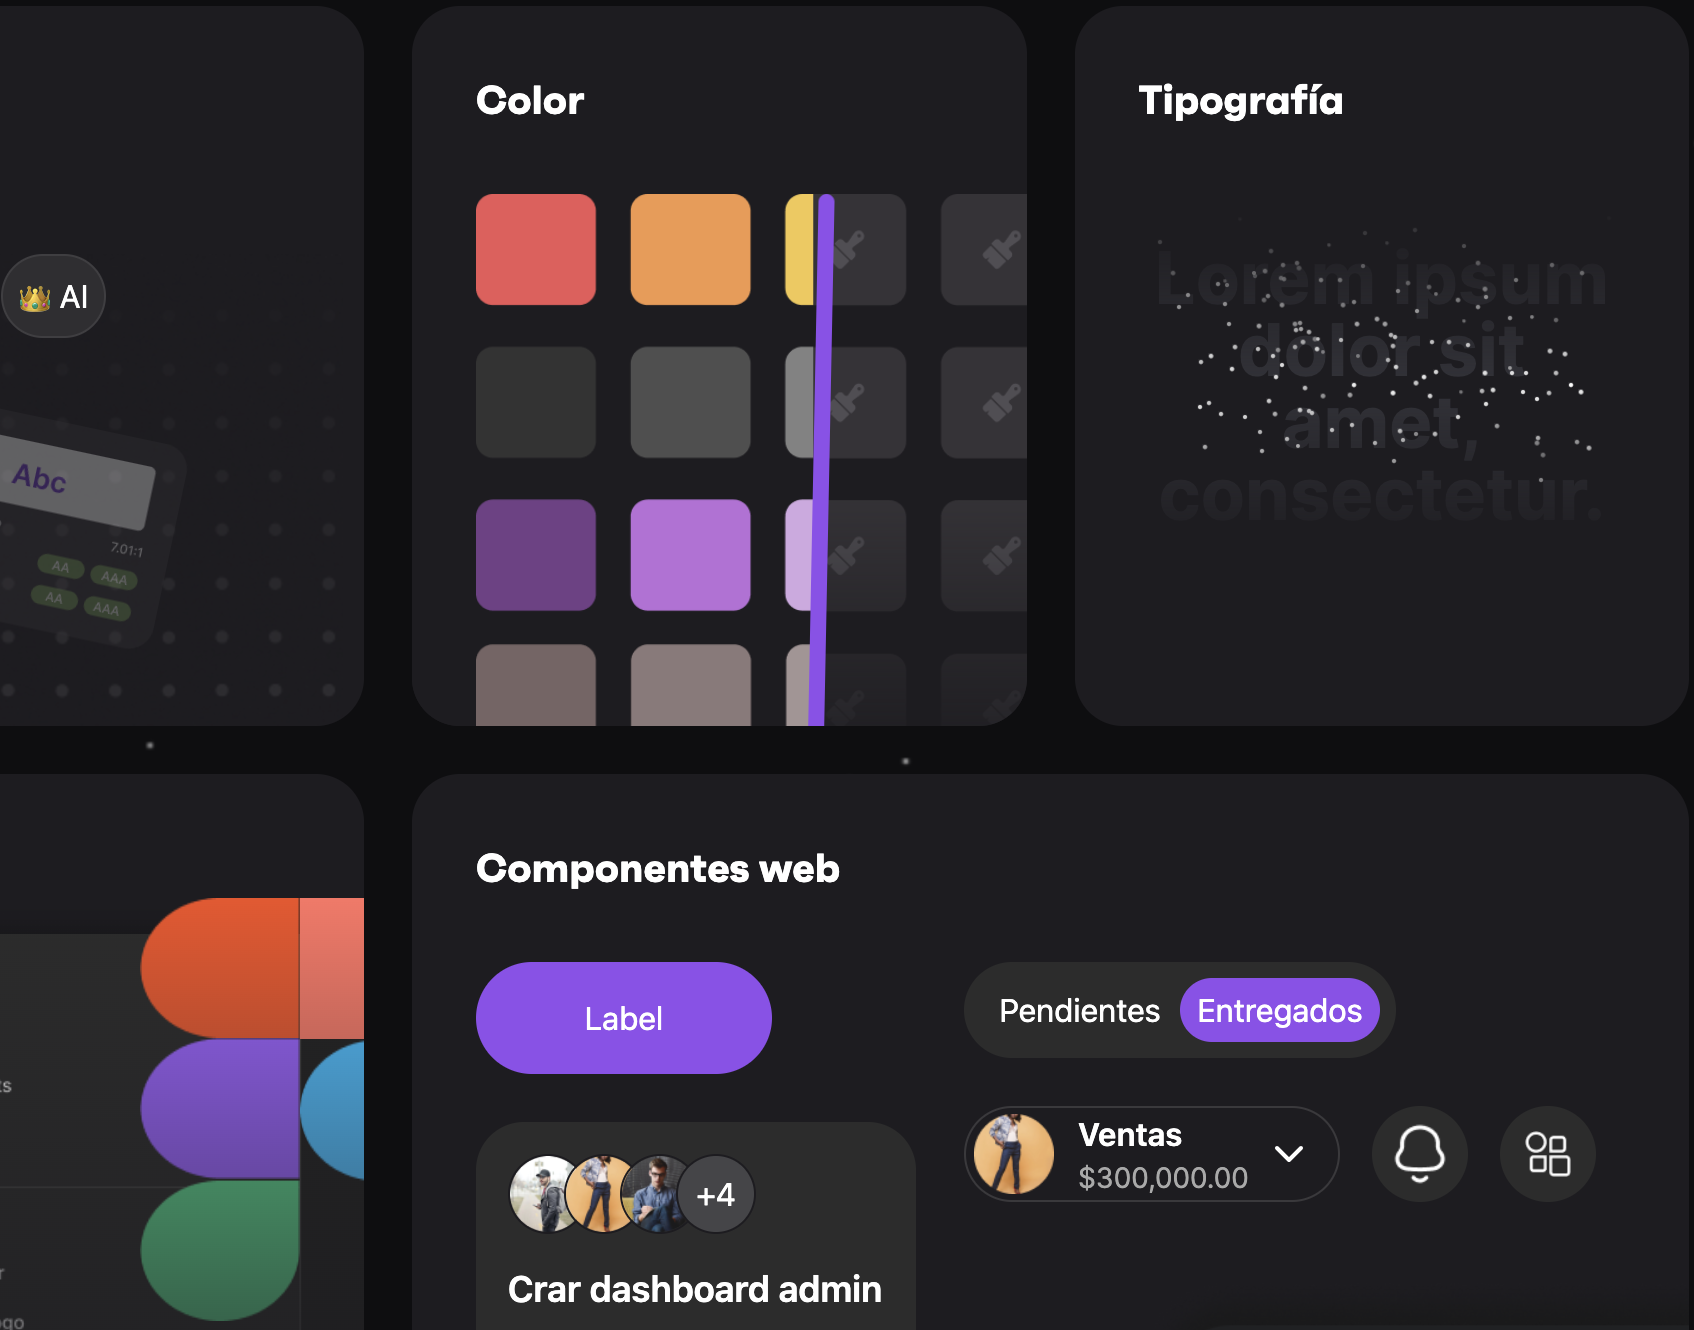 Color
Tipografía
👑 AI
Lorem ipsum
dolor sit
amet,
consectetur.
Abc
7.01:1
AA AAA
AA AAA
Componentes web
Label
Pendientes Entregados
Ventas
$300,000.00
+4
Crar dashboard admin